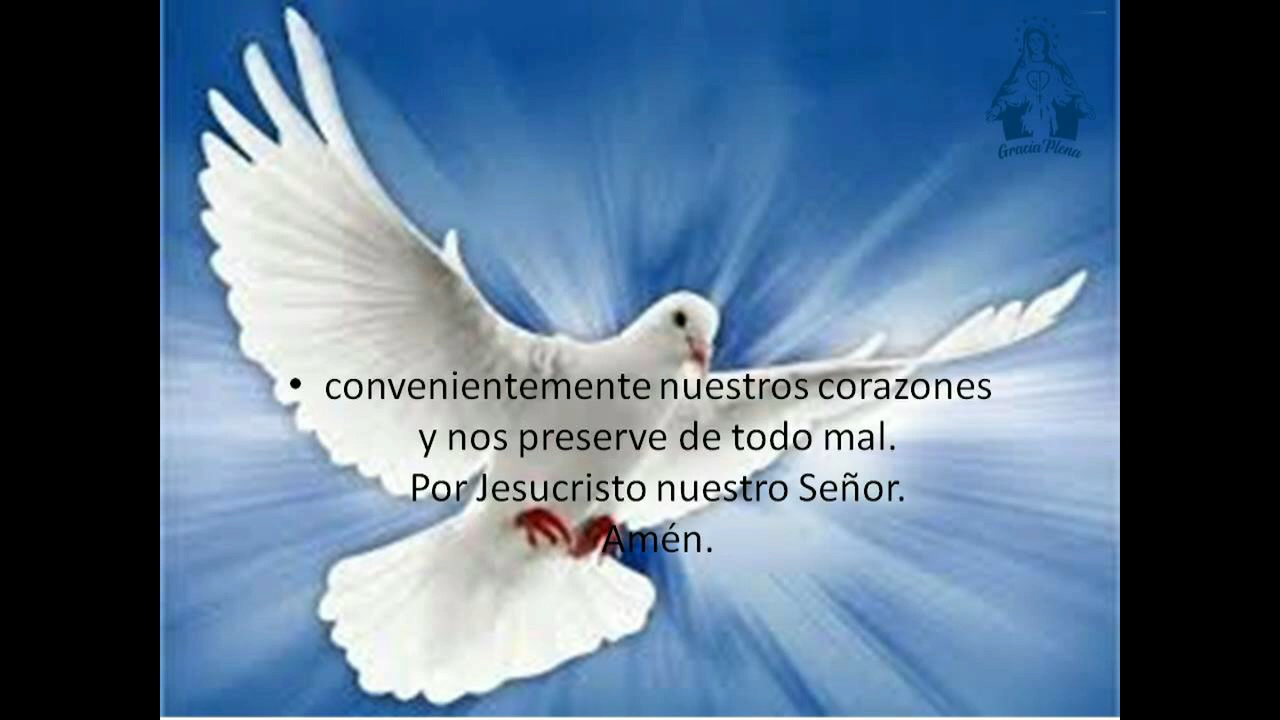 Gracia Plena
• convenientemente nuestros corazones
y nos preserve de todo mal.
Por Jesucristo nuestro Señor.
Amén.